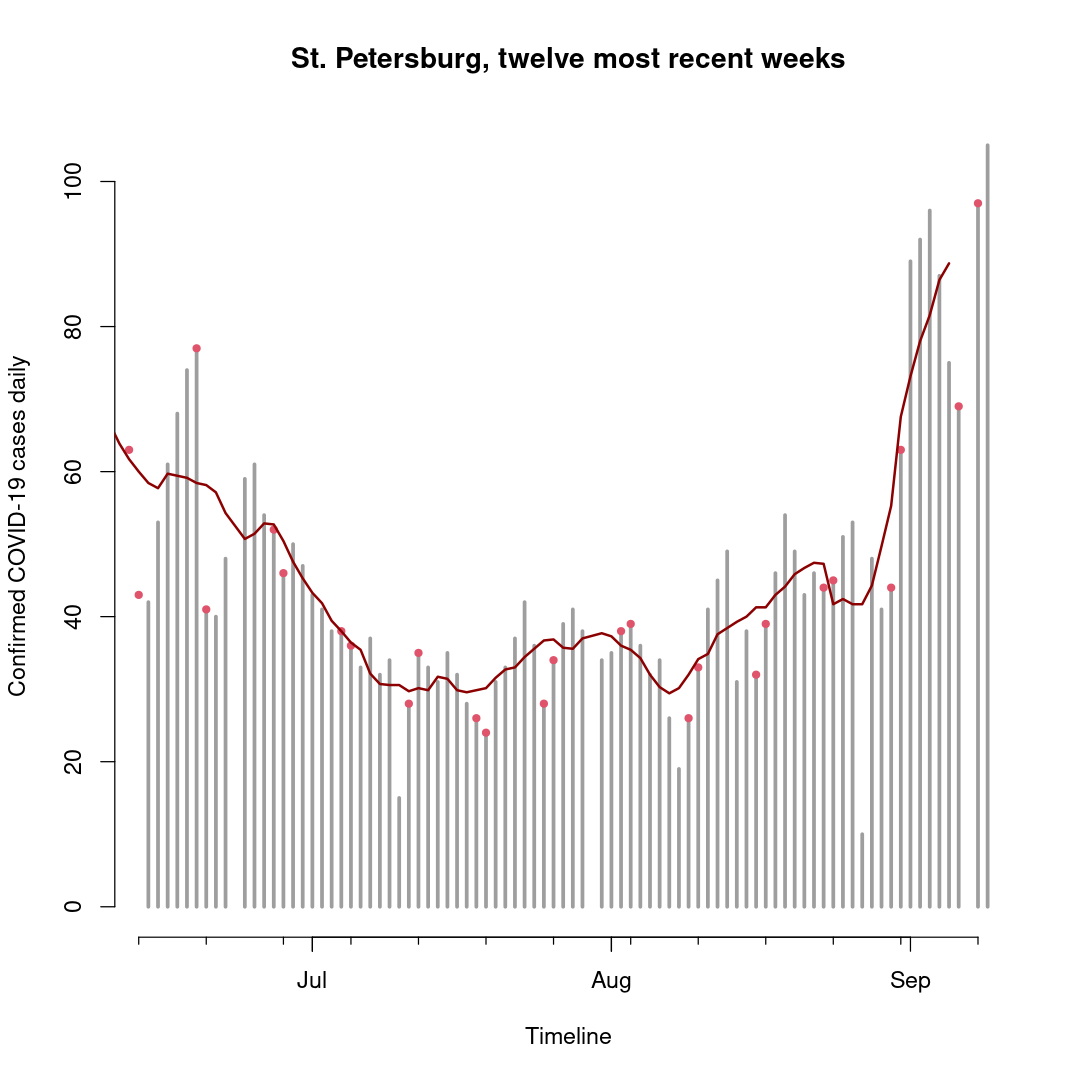 St. Petersburg, twelve most recent weeks
Confirmed COVID-19 cases daily
100
80
60
40
20
0
Jul Aug Sep
Timeline